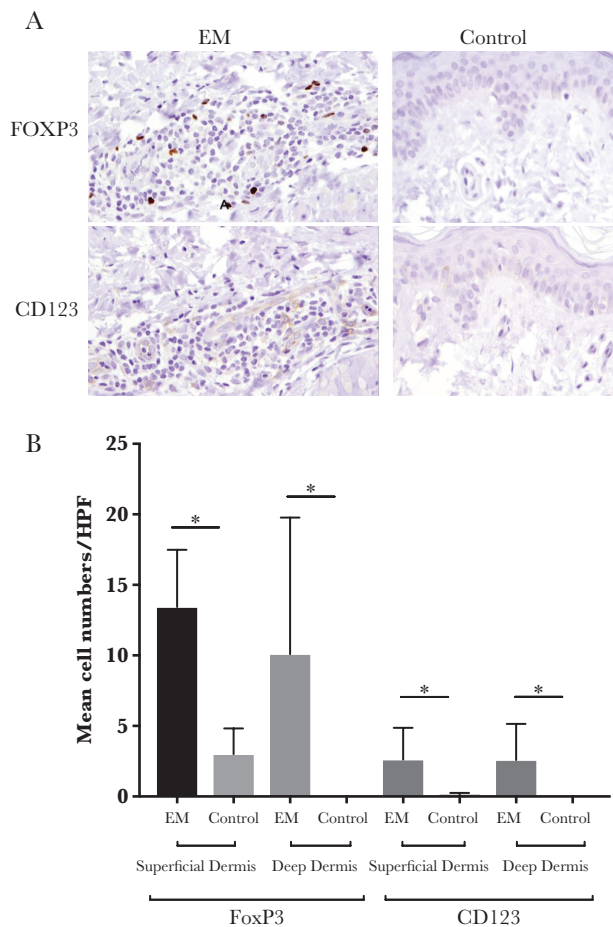 A
EM Control
FOXP3
A
CD123
B
Mean cell numbers/HPF
25
20
15
10
5
0
* * * *
EM Control EM Control EM Control EM Control
Superficial Dermis Deep Dermis Superficial Dermis Deep Dermis
FoxP3 CD123